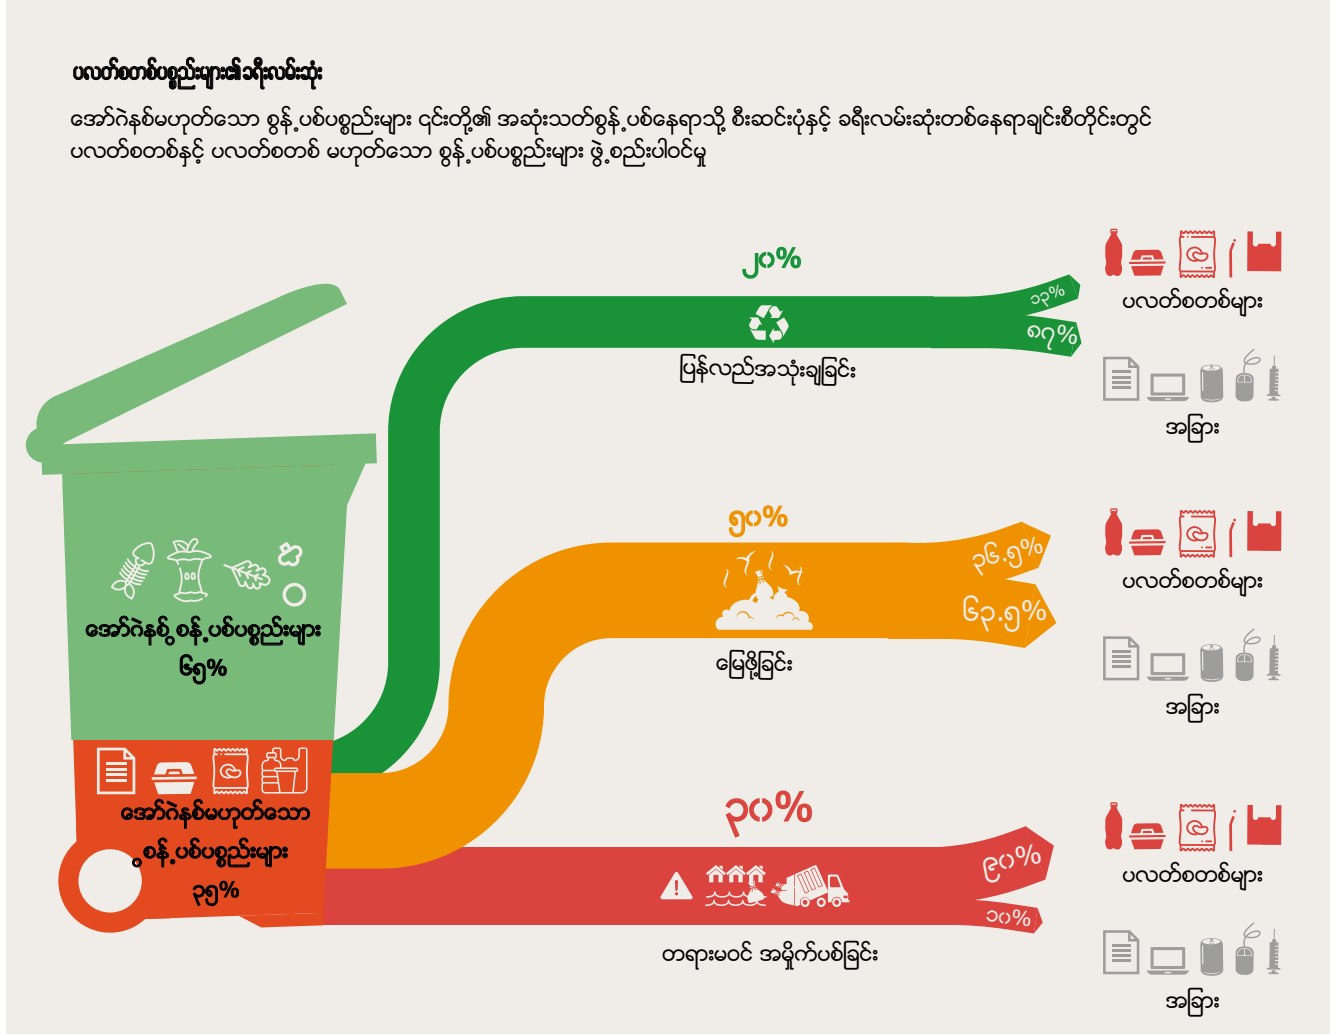 ပလတ်စတစ်ပစ္စည်းများ၏ခရီးလမ်းဆုံး
အော်ဂဲနစ်မဟုတ်သော စွန့်ပစ်ပစ္စည်းများ ၎င်းတို့၏ အဆုံးသတ်စွန့်ပစ်နေရာသို့ စီးဆင်းပုံနှင့် ခရီးလမ်းဆုံးတစ်နေရာချင်းစီတိုင်းတွင်
ပလတ်စတစ်နှင့် ပလတ်စတစ် မဟုတ်သော စွန့်ပစ်ပစ္စည်းများ ဖွဲ့စည်းပါဝင်မှု
၂၀%
၁၃%
၈၇%
ပြန်လည်အသုံးချခြင်း
ပလတ်စတစ်များ
အခြား
၅၀%
၃၆.၅%
၆၃.၅%
မြေဖို့ခြင်း
ပလတ်စတစ်များ
အခြား
အော်ဂဲနစ် စွန့်ပစ်ပစ္စည်းများ
၆၅%
အော်ဂဲနစ်မဟုတ်သော
စွန့်ပစ်ပစ္စည်းများ
၃၅%
၃၀%
၉၀%
၁၀%
တရားမဝင် အမှိုက်ပစ်ခြင်း
ပလတ်စတစ်များ
အခြား